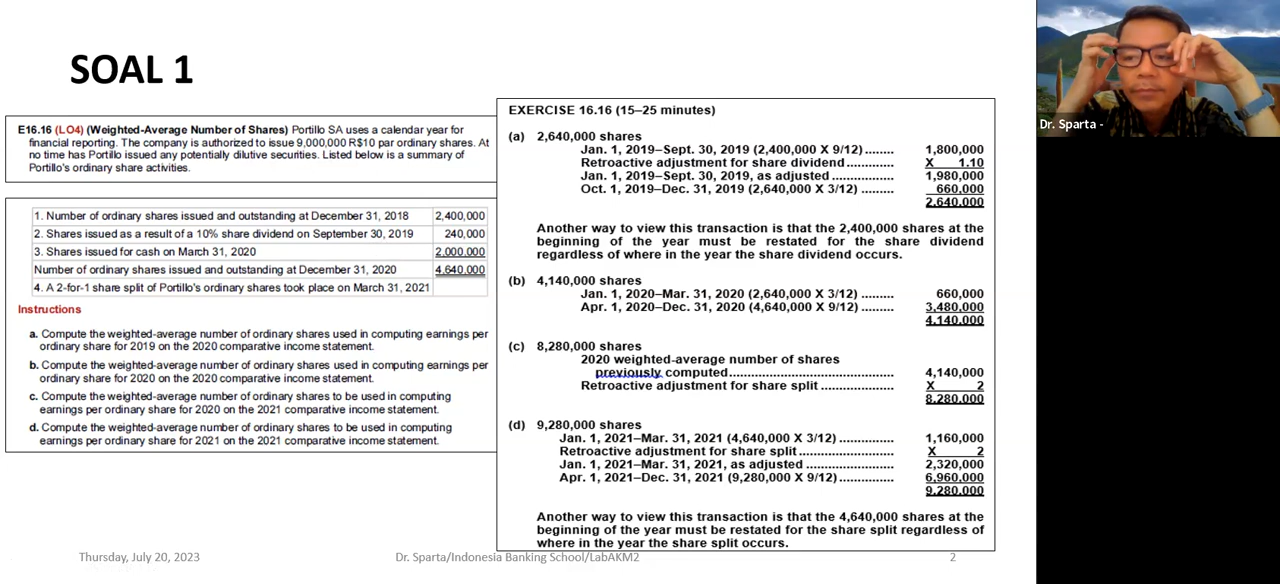 SOAL 1
E16.16 (LO4) (Weighted-Average Number of Shares) Portillo SA uses a calendar year for
financial reporting. The company is authorized to issue 9,000,000 R$10 par ordinary shares. At
no time has Portillo issued any potentially dilutive securities. Listed below is a summary of
Portillo's ordinary share activities.
1. Number of ordinary shares issued and outstanding at December 31, 2018 2,400,000
2. Shares issued as a result of a 10% share dividend on September 30, 2019 240,000
3. Shares issued for cash on March 31, 2020 2,000,000
Number of ordinary shares issued and outstanding at December 31, 2020 4,640,000
4. A 2-for-1 share split of Portillo's ordinary shares took place on March 31, 2021
Instructions
a. Compute the weighted-average number of ordinary shares used in computing earnings per
ordinary share for 2019 on the 2020 comparative income statement.
b. Compute the weighted-average number of ordinary shares used in computing earnings per
ordinary share for 2020 on the 2020 comparative income statement.
c. Compute the weighted-average number of ordinary shares to be used in computing
earnings per ordinary share for 2020 on the 2021 comparative income statement.
d. Compute the weighted-average number of ordinary shares to be used in computing
earnings per ordinary share for 2021 on the 2021 comparative income statement.
EXERCISE 16.16 (15–25 minutes)
(a) 2,640,000 shares
Jan. 1, 2019–Sept. 30, 2019 (2,400,000 X 9/12) ........ 1,800,000
Retroactive adjustment for share dividend ............. X 1.10
Jan. 1, 2019–Sept. 30, 2019, as adjusted ................ 1,980,000
Oct. 1, 2019–Dec. 31, 2019 (2,640,000 X 3/12) ......... 660,000
2,640,000
Another way to view this transaction is that the 2,400,000 shares at the
beginning of the year must be restated for the share dividend
regardless of where in the year the share dividend occurs.
(b) 4,140,000 shares
Jan. 1, 2020–Mar. 31, 2020 (2,640,000 X 3/12) ......... 660,000
Apr. 1, 2020–Dec. 31, 2020 (4,640,000 X 9/12) ......... 3,480,000
4,140,000
(c) 8,280,000 shares
2020 weighted-average number of shares
previously computed .......................................... 4,140,000
Retroactive adjustment for share split ................... X 2
8,280,000
(d) 9,280,000 shares
Jan. 1, 2021–Mar. 31, 2021 (4,640,000 X 3/12) .............. 1,160,000
Retroactive adjustment for share split ........................ X 2
Jan. 1, 2021–Mar. 31, 2021, as adjusted ...................... 2,320,000
Apr. 1, 2021–Dec. 31, 2021 (9,280,000 X 9/12) .............. 6,960,000
9,280,000
Another way to view this transaction is that the 4,640,000 shares at the
beginning of the year must be restated for the share split regardless of
where in the year the share split occurs.
Thursday, July 20, 2023 Dr. Sparta/Indonesia Banking School/LabAKM2 2
Dr. Sparta -